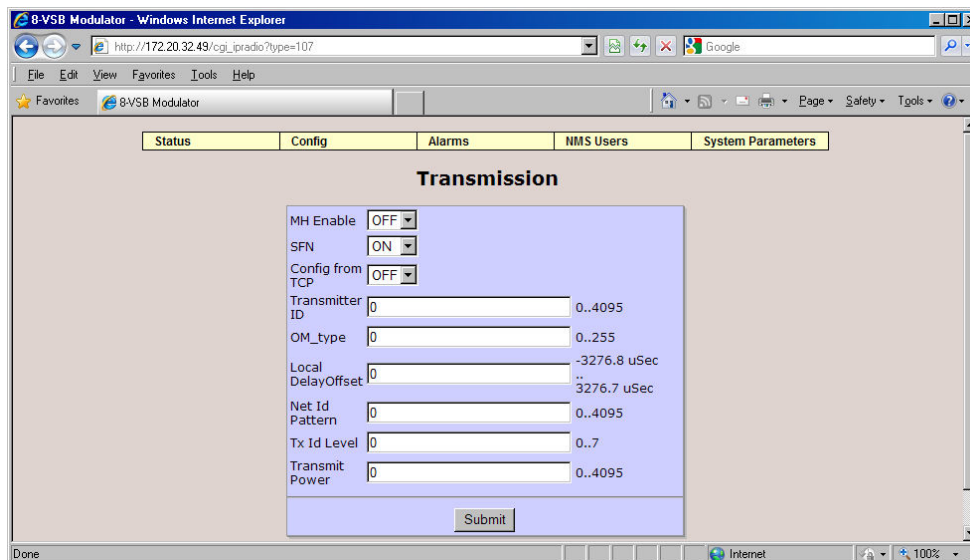 8-VSB Modulator - Windows Internet Explorer
http://172.20.32.49/cgi_ipradio?type=107
Google
File Edit View Favorites Tools Help
Favorites 8-VSB Modulator Page Safety Tools
Status Config Alarms NMS Users System Parameters
Transmission
MH Enable OFF
SFN ON
Config from
TCP OFF
Transmitter
ID 0 0..4095
OM_type 0 0..255
Local
DelayOffset 0 -3276.8 uSec
..
3276.7 uSec
Net Id
Pattern 0 0..4095
Tx Id Level 0 0..7
Transmit
Power 0 0..4095
Submit
Done Internet 100%